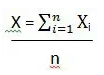 X = ∑ⁿᵢ₌₁ Xᵢ
n